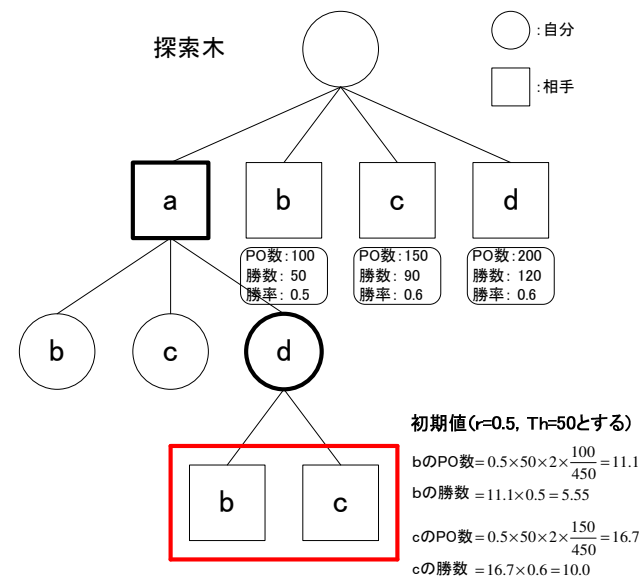 探索木
:自分
:相手
a
b
c
d
PO数:100
勝数: 50
勝率: 0.5
PO数:150
勝数: 90
勝率: 0.6
PO数:200
勝数: 120
勝率: 0.6
b
c
d
b
c
初期値(r=0.5, Th=50とする)
bのPO数=0.5×50×2×100/450=11.1
bの勝数 =11.1×0.5=5.55
cのPO数=0.5×50×2×150/450=16.7
cの勝数 =16.7×0.6=10.0